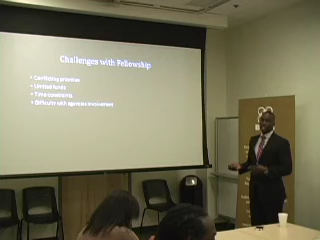 Challenges with Fellowship
• Conflicting priorities
• Limited funds
• Time constraints
• Difficulty with agencies involvement